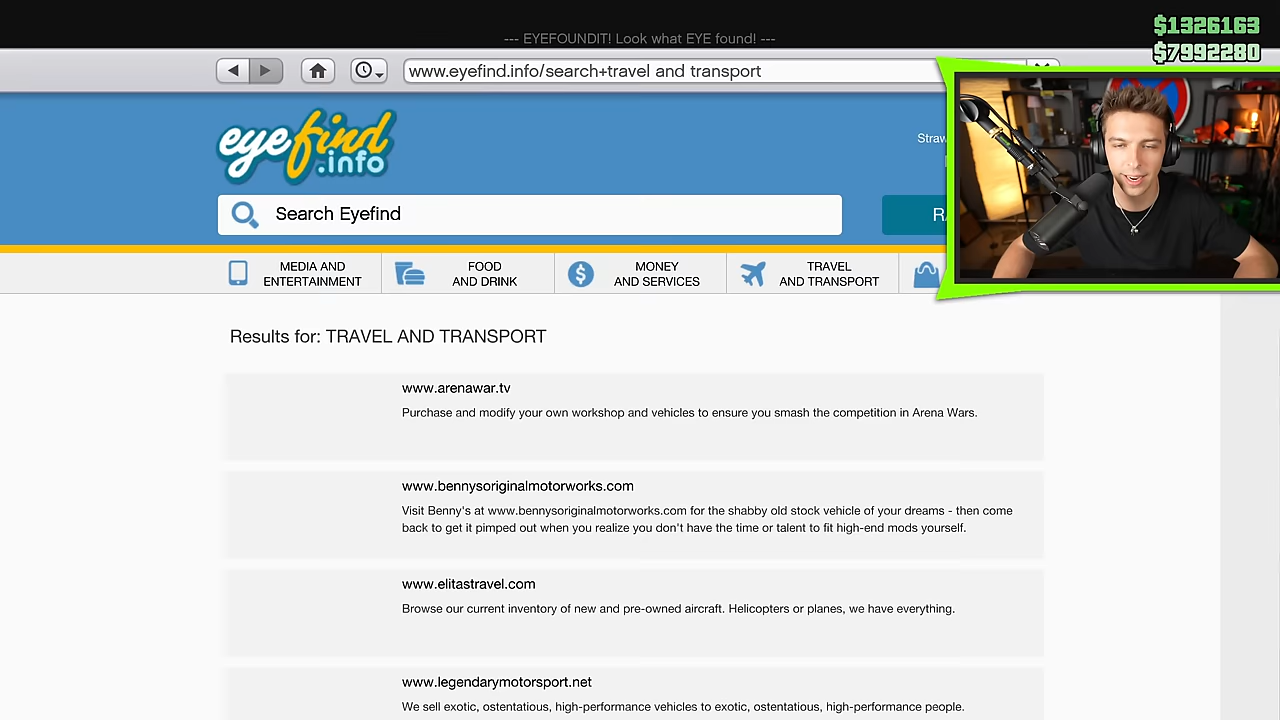 --- EYEFOUNDIT! Look what EYE found! ---
$1326163
$7992280
www.eyefind.info/search+travel and transport
eyefind
.info
Search Eyefind
MEDIA AND
ENTERTAINMENT
FOOD
AND DRINK
MONEY
AND SERVICES
TRAVEL
AND TRANSPORT
Results for: TRAVEL AND TRANSPORT
www.arenawar.tv
Purchase and modify your own workshop and vehicles to ensure you smash the competition in Arena Wars.
www.bennysoriginalmotorworks.com
Visit Benny's at www.bennysoriginalmotorworks.com for the shabby old stock vehicle of your dreams - then come
back to get it pimped out when you realize you don't have the time or talent to fit high-end mods yourself.
www.elitastravel.com
Browse our current inventory of new and pre-owned aircraft. Helicopters or planes, we have everything.
www.legendarymotorsport.net
We sell exotic, ostentatious, high-performance vehicles to exotic, ostentatious, high-performance people.